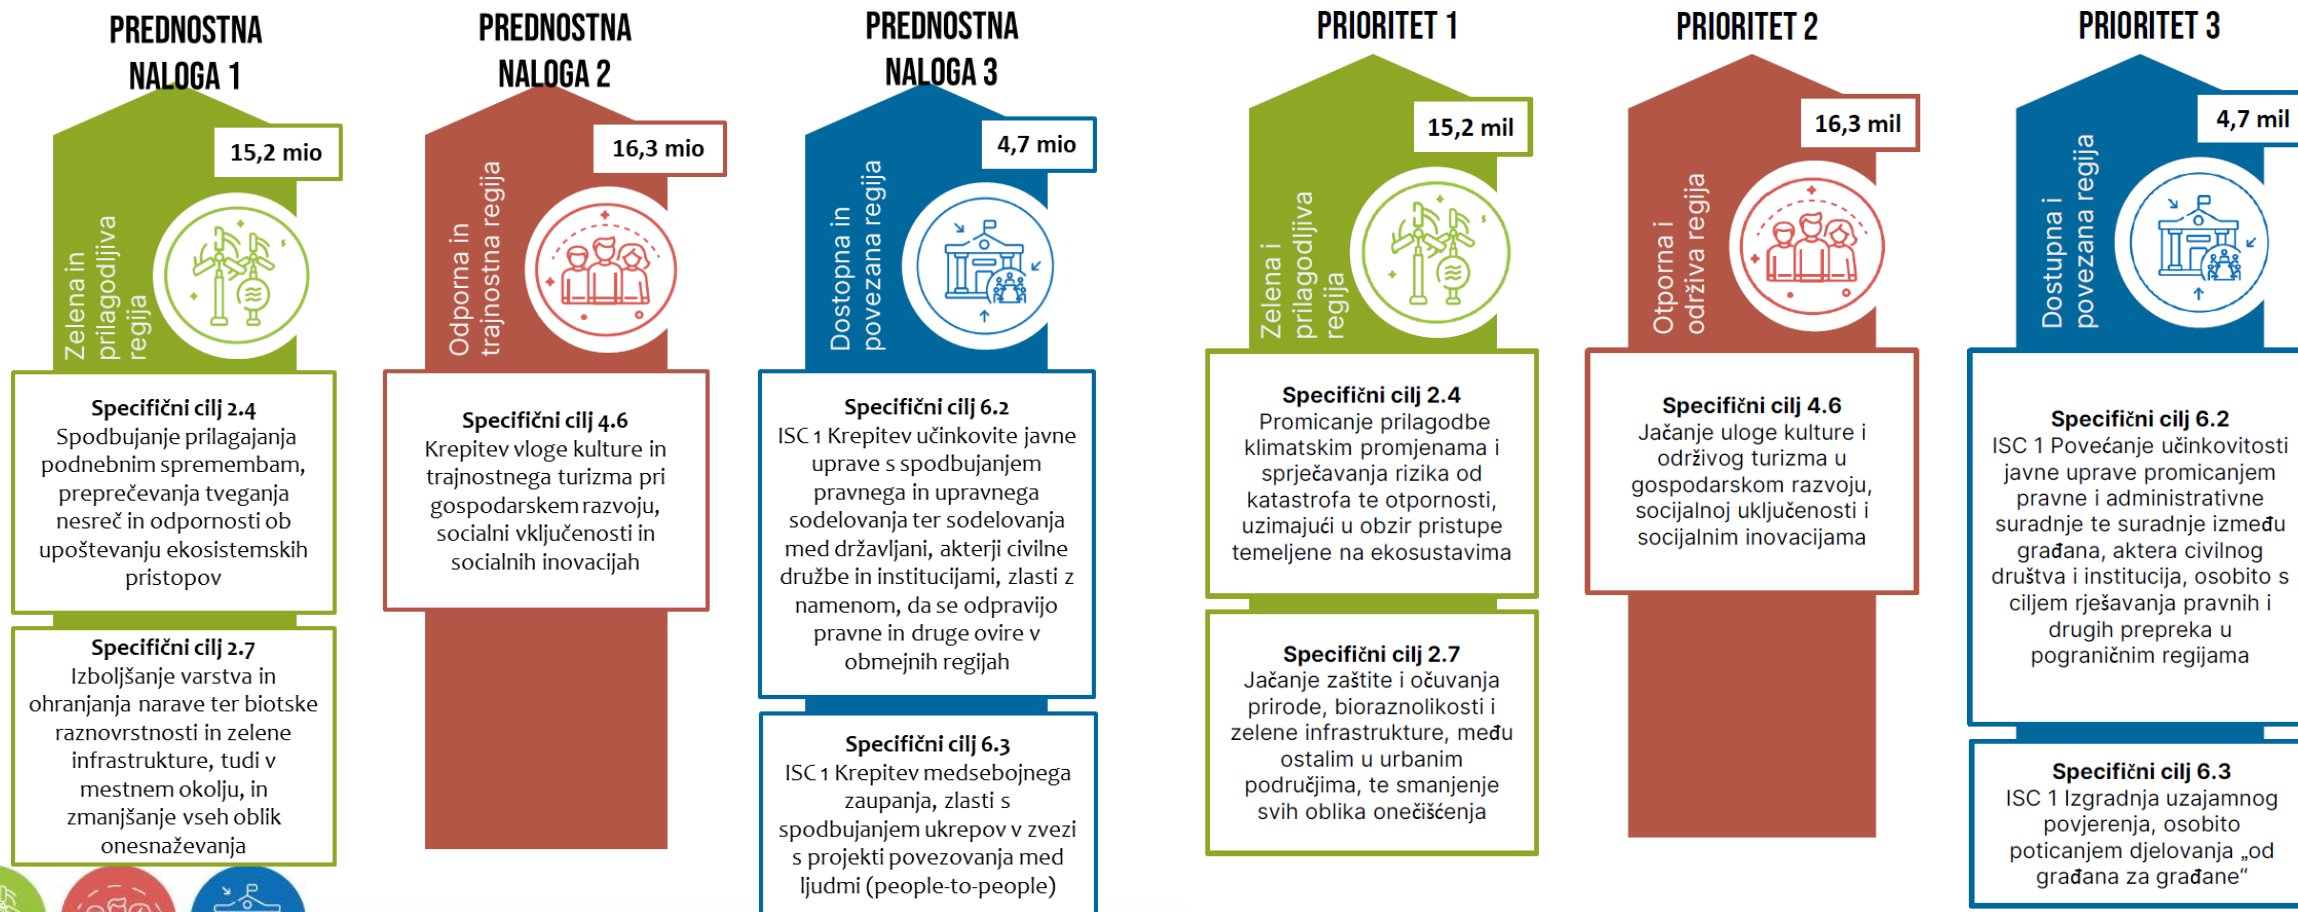 PREDNOSTNA
NALOGA 1
15,2 mio
Zelena in
prilagodljiva
regija
Specifični cilj 2.4
Spodbujanje prilagajanja
podnebnim spremembam,
preprečevanja tveganja
nesreč in odpornosti ob
upoštevanju ekosistemskih
pristopov
Specifični cilj 2.7
Izboljšanje varstva in
ohranjanja narave ter biotske
raznovrstnosti in zelene
infrastrukture, tudi v
mestnem okolju, in
zmanjšanje vseh oblik
onesnaževanja
PREDNOSTNA
NALOGA 2
16,3 mio
Odporna in
trajnostna regija
Specifični cilj 4.6
Krepitev vloge kulture in
trajnostnega turizma pri
gospodarskem razvoju,
socialni vključenosti in
socialnih inovacijah
PREDNOSTNA
NALOGA 3
4,7 mio
Dostopna in
povezana regija
Specifični cilj 6.2
ISC 1 Krepitev učinkovite javne
uprave s spodbujanjem
pravnega in upravnega
sodelovanja ter sodelovanja
med državljani, akterji civilne
družbe in institucijami, zlasti z
namenom, da se odpravijo
pravne in druge ovire v
obmejnih regijah
Specifični cilj 6.3
ISC 1 Krepitev medsebojnega
zaupanja, zlasti s
spodbujanjem ukrepov v zvezi
s projekti povezovanja med
ljudmi (people-to-people)
PRIORITET 1
15,2 mil
Zelena i
prilagodljiva
regija
Specifični cilj 2.4
Promicanje prilagodbe
klimatskim promjenama i
sprječavanja rizika od
katastrofa te otpornosti,
uzimajući u obzir pristupe
temeljene na ekosustavima
Specifični cilj 2.7
Jačanje zaštite i očuvanja
prirode, bioraznolikosti i
zelene infrastrukture, među
ostalim u urbanim
područjima, te smanjenje
svih oblika onečišćenja
PRIORITET 2
16,3 mil
Otporna i
održiva regija
Specifični cilj 4.6
Jačanje uloge kulture i
održivog turizma u
gospodarskom razvoju,
socijalnoj uključenosti i
socijalnim inovacijama
PRIORITET 3
4,7 mil
Dostupna i
povezana regija
Specifični cilj 6.2
ISC 1 Povećanje učinkovitosti
javne uprave promicanjem
pravne i administrativne
suradnje te suradnje između
građana, aktera civilnog
društva i institucija, osobito s
ciljem rješavanja pravnih i
drugih prepreka u
pograničnim regijama
Specifični cilj 6.3
ISC 1 Izgradnja uzajamnog
povjerenja, osobito
poticanjem djelovanja „od
građana za građane“